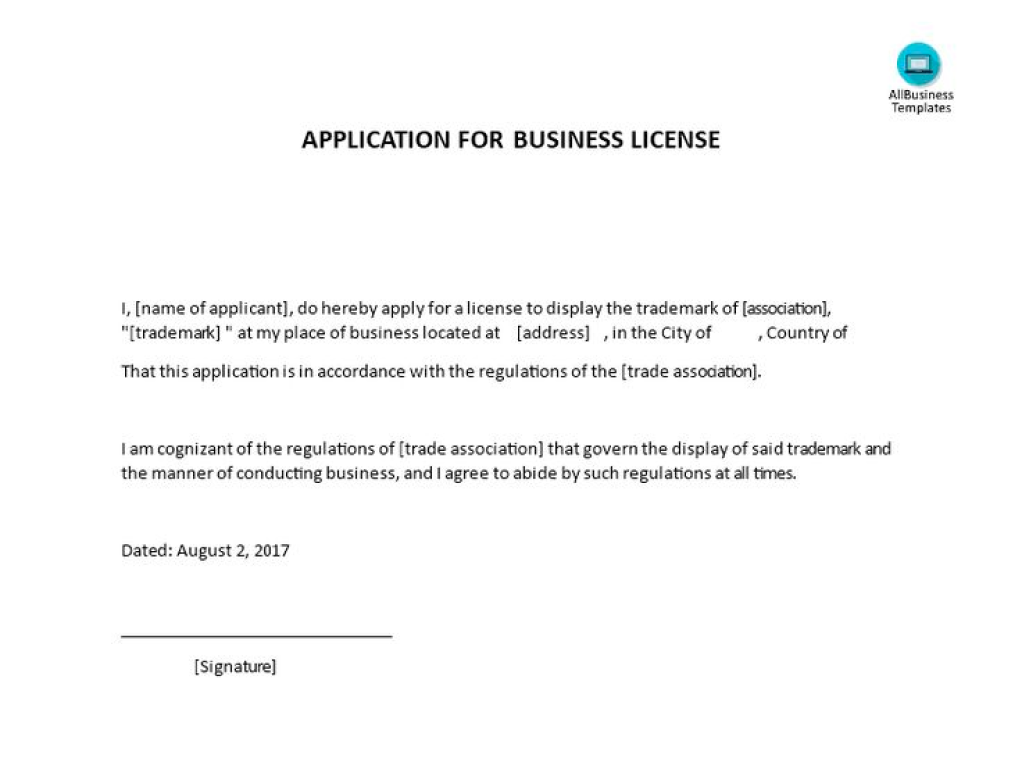 AllBusiness
Templates
APPLICATION FOR BUSINESS LICENSE
I, [name of applicant], do hereby apply for a license to display the trademark of [association],
"[trademark] " at my place of business located at [address] , in the City of , Country of
That this application is in accordance with the regulations of the [trade association].
I am cognizant of the regulations of [trade association] that govern the display of said trademark and
the manner of conducting business, and I agree to abide by such regulations at all times.
Dated: August 2, 2017
[Signature]